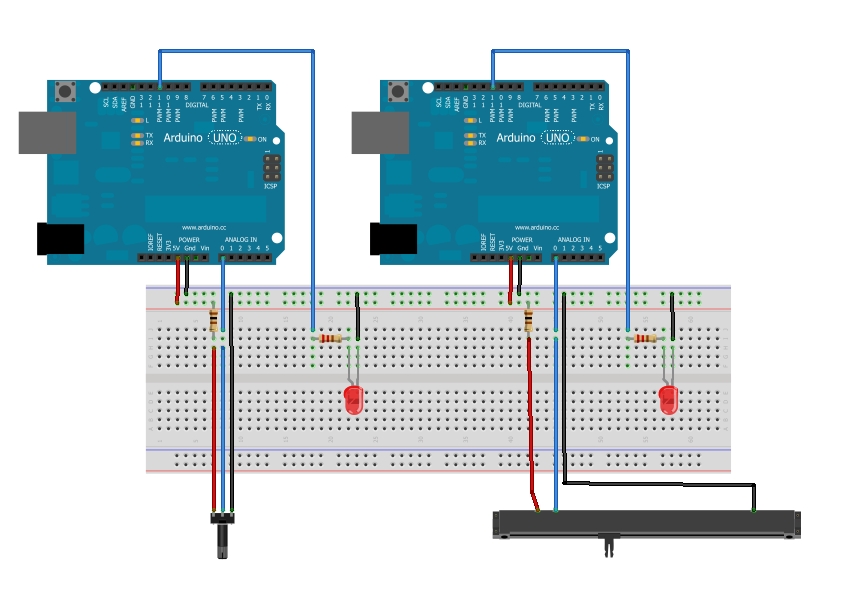 SCL
SDA
AREF
GND
13
12
PWM 11
PWM 10
PWM 9
8
DIGITAL
7
PWM 6
PWM 5
4
PWM 3
2
TX 1
RX 0
L
TX
RX
Arduino UNO
ON
1
ICSP
www.arduino.cc
POWER
ANALOG IN
IOREF
RESET
3V3
5V
Gnd
Vin
0 1 2 3 4 5
SCL
SDA
AREF
GND
13
12
PWM 11
PWM 10
PWM 9
8
DIGITAL
7
PWM 6
PWM 5
4
PWM 3
2
TX 1
RX 0
L
TX
RX
Arduino UNO
ON
1
ICSP
www.arduino.cc
POWER
ANALOG IN
IOREF
RESET
3V3
5V
Gnd
Vin
0 1 2 3 4 5